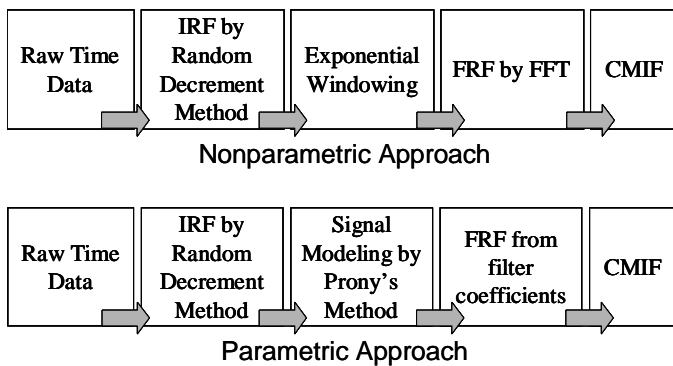 Raw Time
Data
IRF by
Random
Decrement
Method
Exponential
Windowing
FRF by FFT
CMIF
Nonparametric Approach
Raw Time
Data
IRF by
Random
Decrement
Method
Signal
Modeling by
Prony's
Method
FRF from
filter
coefficients
CMIF
Parametric Approach